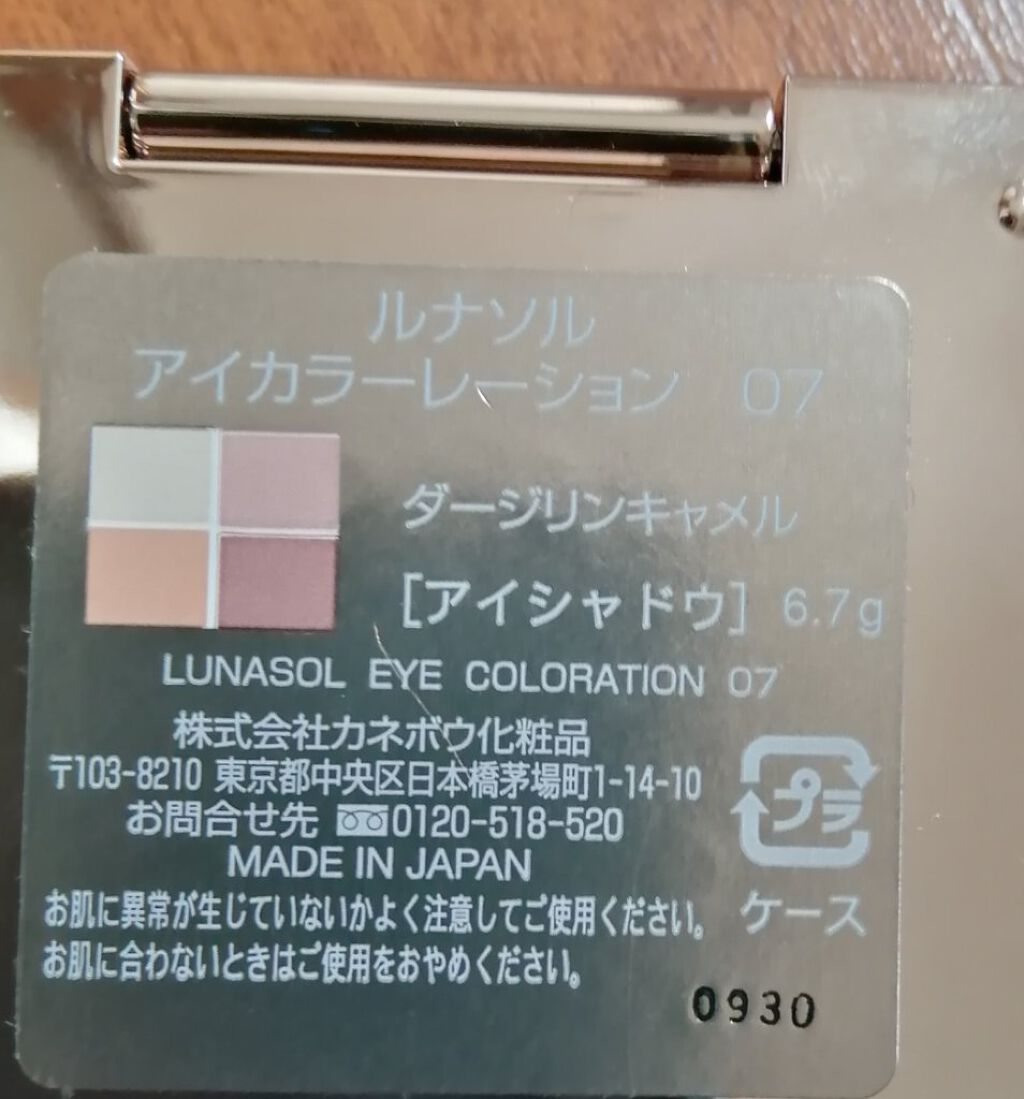 ルナソル
アイカラーレーション 07
ダージリンキャメル
[アイシャドウ] 6.7g
LUNASOL EYE COLORATION 07
株式会社カネボウ化粧品
〒103-8210 東京都中央区日本橋茅場町1-14-10
お問合せ先 0120-518-520
MADE IN JAPAN
プラ
お肌に異常が生じていないかよく注意してご使用ください。
ケース
お肌に合わないときはご使用をおやめください。
0930